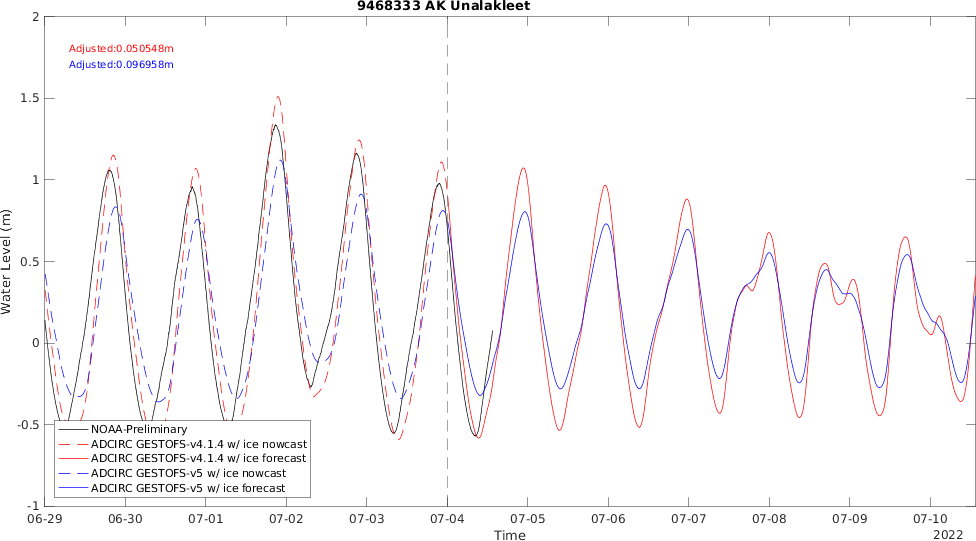 9468333 AK Unalakleet
2
Adjusted:0.050548m
Adjusted:0.096958m
1.5
1
0.5
Water Level (m)
0
-0.5
NOAA-Preliminary
ADCIRC GESTOFS-v4.1.4 w/ ice nowcast
ADCIRC GESTOFS-v4.1.4 w/ ice forecast
ADCIRC GESTOFS-v5 w/ ice nowcast
ADCIRC GESTOFS-v5 w/ ice forecast
-1
06-29 06-30 07-01 07-02 07-03 07-04 07-05 07-06 07-07 07-08 07-09 07-10
Time
2022